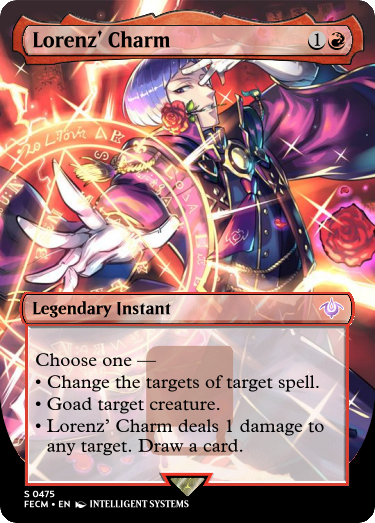 Lorenz' Charm 1
Legendary Instant
Choose one —
• Change the targets of target spell.
• Goad target creature.
• Lorenz' Charm deals 1 damage to
any target. Draw a card.
S 0475
FECM • EN INTELLIGENT SYSTEMS